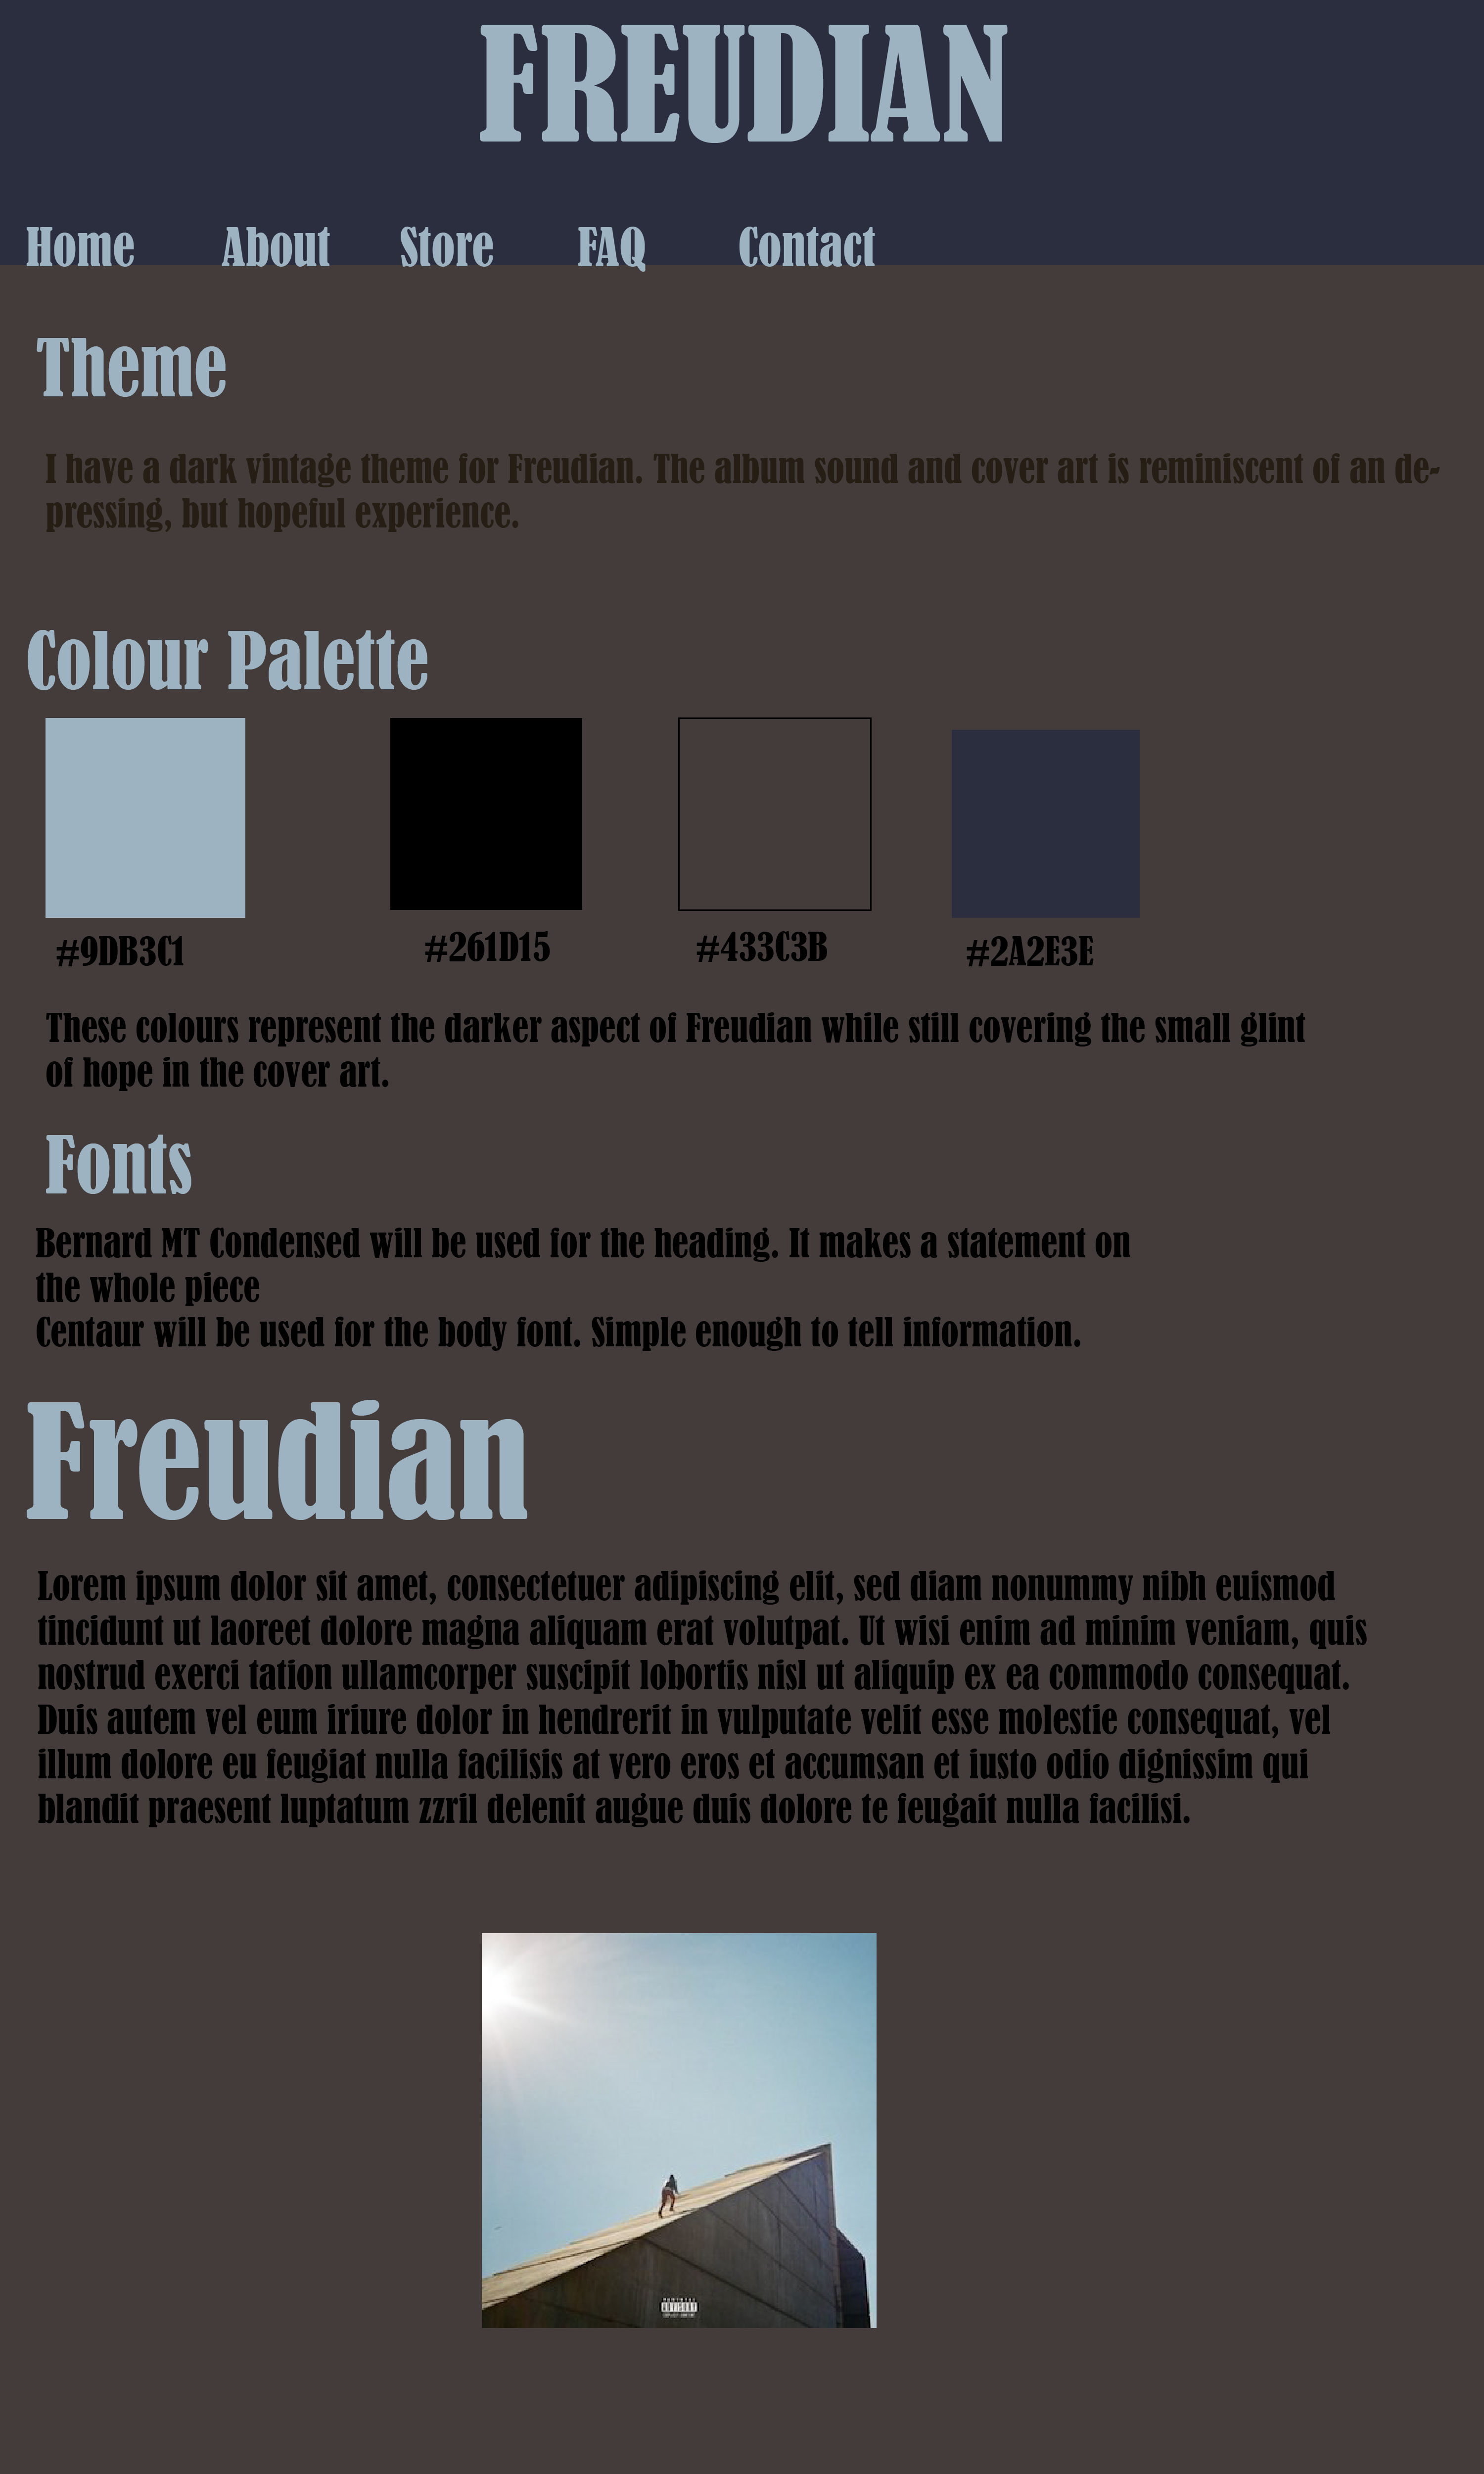 FREUDIAN
Home About Store FAQ Contact
Theme
I have a dark vintage theme for Freudian. The album sound and cover art is reminiscent of an de-
pressing, but hopeful experience.
Colour Palette
#9DB3C1 #261D15 #433C3B #2A2E3E
These colours represent the darker aspect of Freudian while still covering the small glint
of hope in the cover art.
Fonts
Bernard MT Condensed will be used for the heading. It makes a statement on
the whole piece
Centaur will be used for the body font. Simple enough to tell information.
Freudian
Lorem ipsum dolor sit amet, consectetuer adipiscing elit, sed diam nonummy nibh euismod
tincidunt ut laoreet dolore magna aliquam erat volutpat. Ut wisi enim ad minim veniam, quis
nostrud exerci tation ullamcorper suscipit lobortis nisl ut aliquip ex ea commodo consequat.
Duis autem vel eum iriure dolor in hendrerit in vulputate velit esse molestie consequat, vel
illum dolore eu feugiat nulla facilisis at vero eros et accumsan et iusto odio dignissim qui
blandit praesent luptatum zzril delenit augue duis dolore te feugait nulla facilisi.
ADVISORY